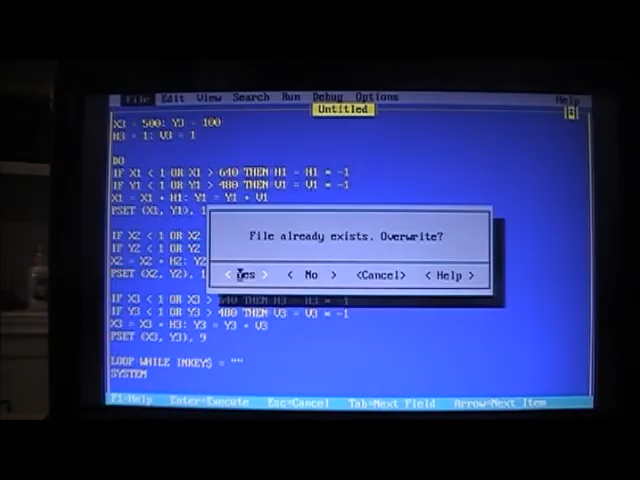 File Edit View Search Run Debug Options Help
Untitled
X3 = 500: Y3 = 100
H3 = 1: V3 = 1
DO
IF X1 < 1 OR X1 > 640 THEN H1 = H1 * -1
IF Y1 < 1 OR Y1 > 480 THEN V1 = V1 * -1
X1 = X1 + H1: Y1 = Y1 + V1
PSET (X1, Y1), 1
File already exists. Overwrite?
IF X2 < 1 OR X2
IF Y2 < 1 OR Y2
X2 = X2 + H2: Y2
PSET (X2, Y2), 1
< Yes > < No > <Cancel> < Help >
IF X3 < 1 OR X3 > 640 THEN H3 = H3 * -1
IF Y3 < 1 OR Y3 > 480 THEN V3 = V3 * -1
X3 = X3 + H3: Y3 = Y3 + V3
PSET (X3, Y3), 9
LOOP WHILE INKEY$ = ""
SYSTEM
F1=Help Enter=Execute Esc=Cancel Tab=Next Field Arrow=Next Item